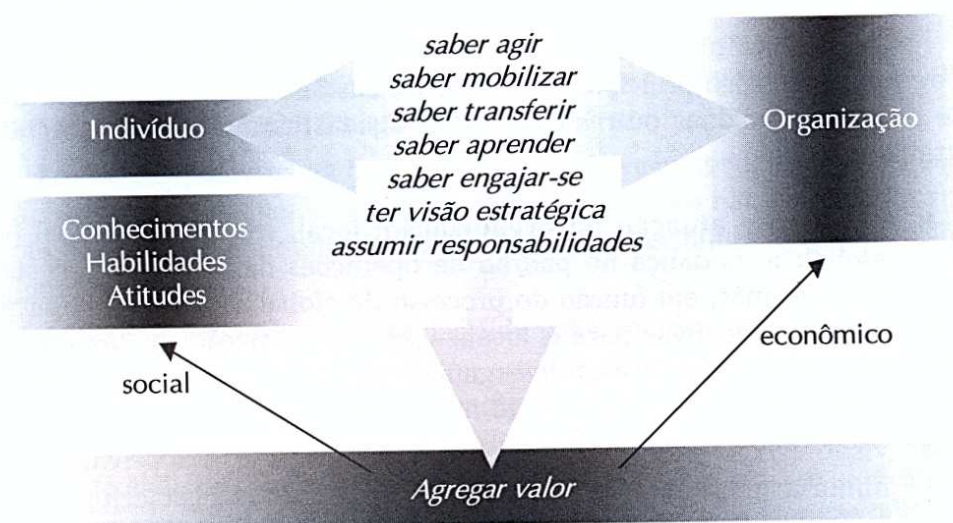 saber agir
saber mobilizar
saber transferir
saber aprender
saber engajar-se
ter visão estratégica
assumir responsabilidades
Indivíduo
Organização
Conhecimentos
Habilidades
Atitudes
social
econômico
Agregar valor